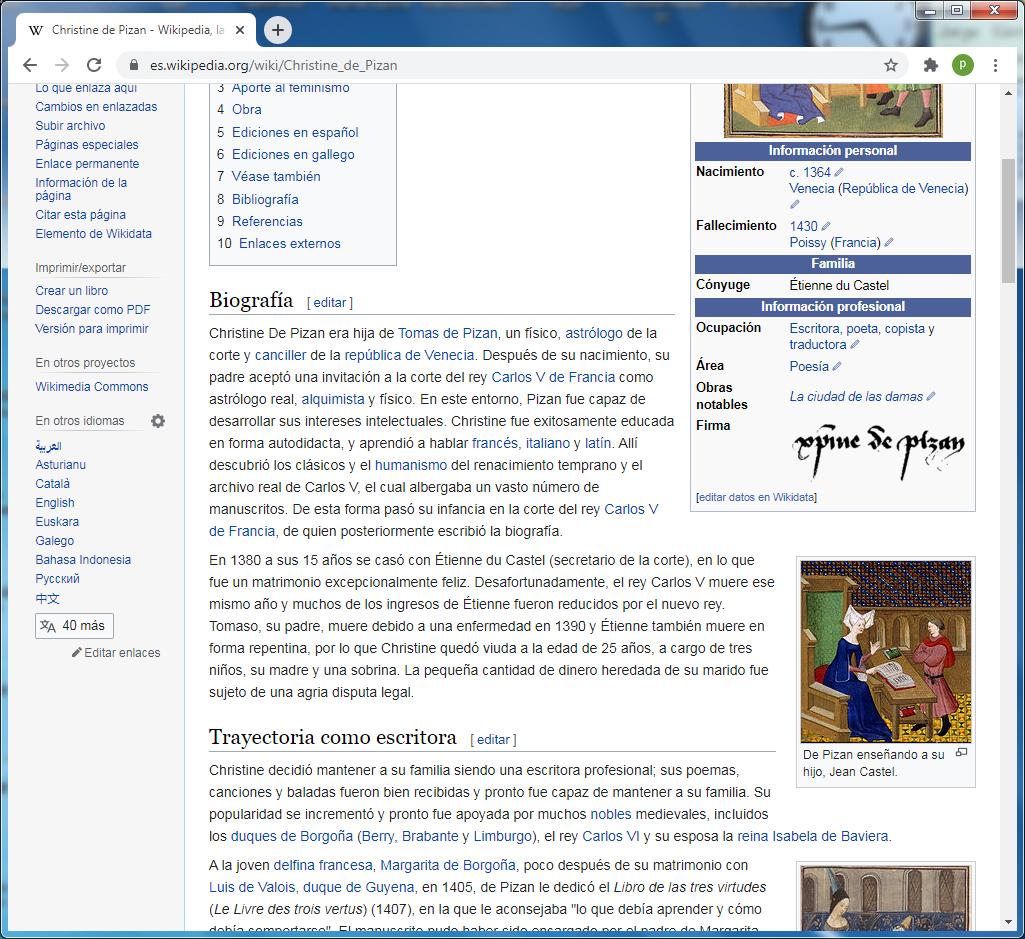 Christine de Pizan - Wikipedia, la
es.wikipedia.org/wiki/Christine_de_Pizan
p
Lo que enlaza aquí
Cambios en enlazadas
Subir archivo
Páginas especiales
Enlace permanente
Información de la
página
Citar esta página
Elemento de Wikidata
Imprimir/exportar
Crear un libro
Descargar como PDF
Versión para imprimir
En otros proyectos
Wikimedia Commons
En otros idiomas
العربية
Asturianu
Català
English
Euskara
Galego
Bahasa Indonesia
Русский
中文
40 más
Editar enlaces
3 Aporte al feminismo
4 Obra
5 Ediciones en español
6 Ediciones en gallego
7 Véase también
8 Bibliografía
9 Referencias
10 Enlaces externos
Biografía [ editar ]
Christine De Pizan era hija de Tomas de Pizan, un físico, astrólogo de la
corte y canciller de la república de Venecia. Después de su nacimiento, su
padre aceptó una invitación a la corte del rey Carlos V de Francia como
astrólogo real, alquimista y físico. En este entorno, Pizan fue capaz de
desarrollar sus intereses intelectuales. Christine fue exitosamente educada
en forma autodidacta, y aprendió a hablar francés, italiano y latín. Allí
descubrió los clásicos y el humanismo del renacimiento temprano y el
archivo real de Carlos V, el cual albergaba un vasto número de
manuscritos. De esta forma pasó su infancia en la corte del rey Carlos V
de Francia, de quien posteriormente escribió la biografía.
En 1380 a sus 15 años se casó con Étienne du Castel (secretario de la corte), en lo que
fue un matrimonio excepcionalmente feliz. Desafortunadamente, el rey Carlos V muere ese
mismo año y muchos de los ingresos de Étienne fueron reducidos por el nuevo rey.
Tomaso, su padre, muere debido a una enfermedad en 1390 y Étienne también muere en
forma repentina, por lo que Christine quedó viuda a la edad de 25 años, a cargo de tres
niños, su madre y una sobrina. La pequeña cantidad de dinero heredada de su marido fue
sujeto de una agria disputa legal.
Trayectoria como escritora [ editar ]
Christine decidió mantener a su familia siendo una escritora profesional; sus poemas,
canciones y baladas fueron bien recibidas y pronto fue capaz de mantener a su familia. Su
popularidad se incrementó y pronto fue apoyada por muchos nobles medievales, incluidos
los duques de Borgoña (Berry, Brabante y Limburgo), el rey Carlos VI y su esposa la reina Isabela de Baviera.
A la joven delfina francesa, Margarita de Borgoña, poco después de su matrimonio con
Luis de Valois, duque de Guyena, en 1405, de Pizan le dedicó el Libro de las tres virtudes
(Le Livre des trois vertus) (1407), en la que le aconsejaba "lo que debía aprender y cómo
debía comportarse". El manuscrito pudo haber sido encargado por el padre de Margarita
Información personal
Nacimiento c. 1364
Venecia (República de Venecia)
Fallecimiento 1430
Poissy (Francia)
Familia
Cónyuge Étienne du Castel
Información profesional
Ocupación Escritora, poeta, copista y
traductora
Área Poesía
Obras
notables La ciudad de las damas
Firma
xpine de pizan
[editar datos en Wikidata]
De Pizan enseñando a su
hijo, Jean Castel.